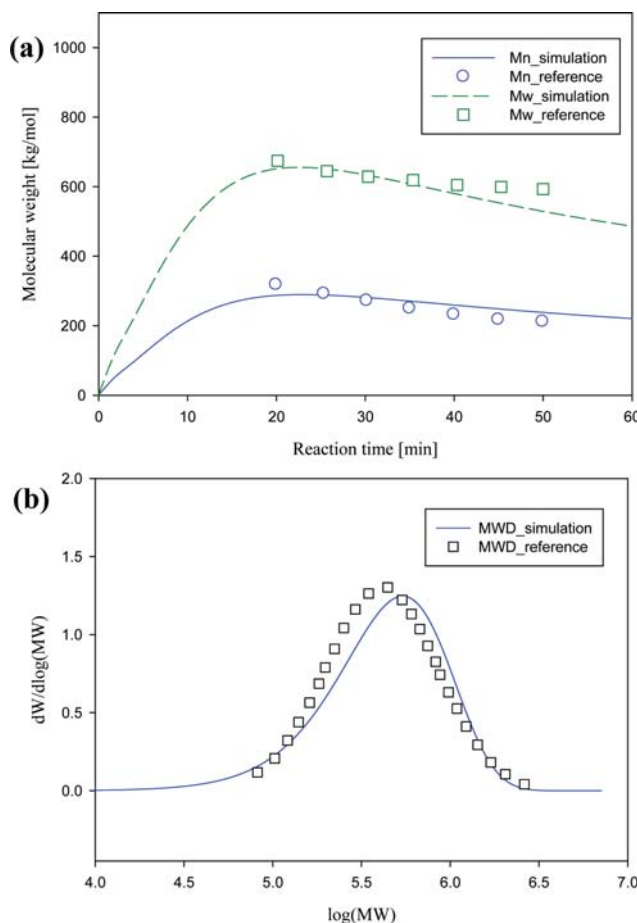 (a)
1000
800
600
400
200
0
Molecular weight [kg/mol]
Mn_simulation
Mn_reference
Mw_simulation
Mw_reference
0 10 20 30 40 50 60
Reaction time [min]
(b)
2.0
1.5
1.0
0.5
0.0
dW/dlog(MW)
MWD_simulation
MWD_reference
4.0 4.5 5.0 5.5 6.0 6.5 7.0
log(MW)